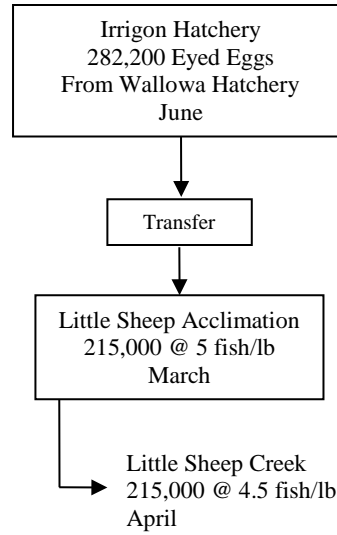 Irrigon Hatchery
282,200 Eyed Eggs
From Wallowa Hatchery
June
Transfer
Little Sheep Acclimation
215,000 @ 5 fish/lb
March
Little Sheep Creek
215,000 @ 4.5 fish/lb
April